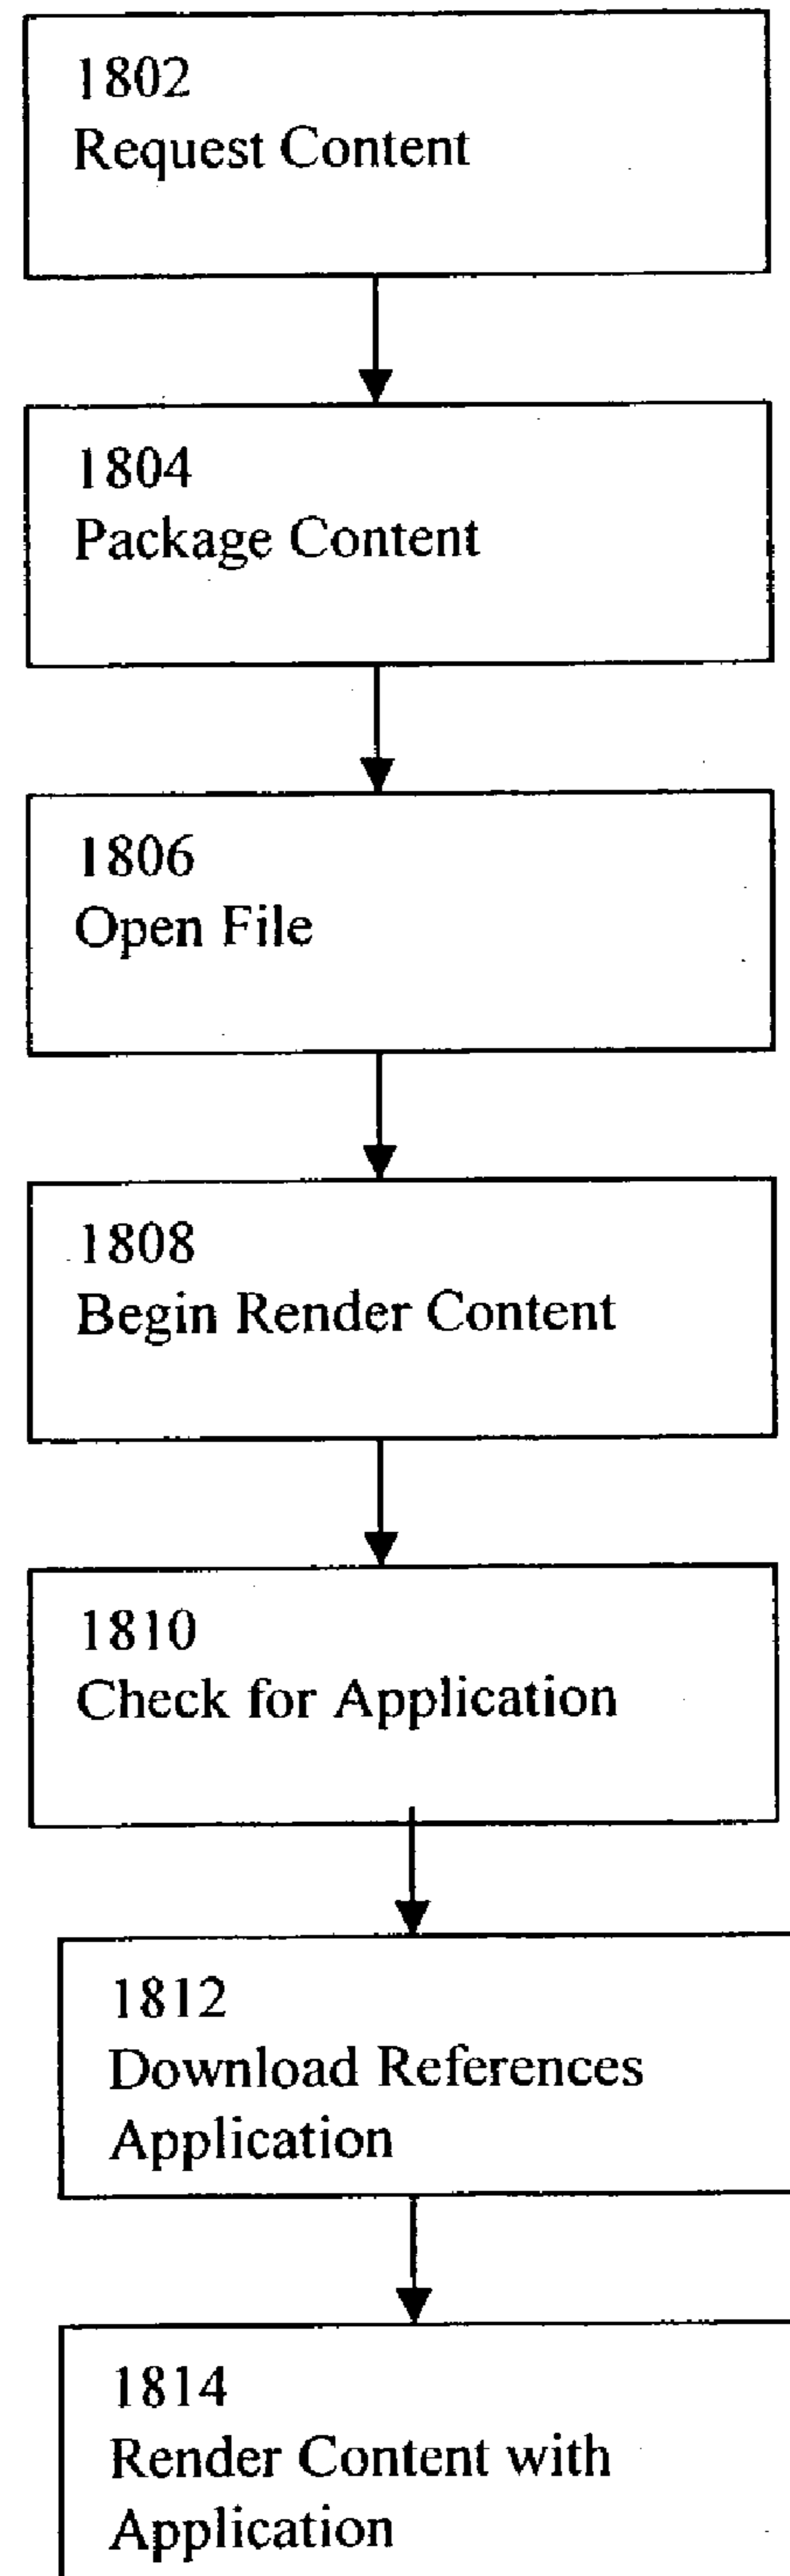 1802
Request Content
1804
Package Content
1806
Open File
1808
Begin Render Content
1810
Check for Application
1812
Download References
Application
1814
Render Content with
Application